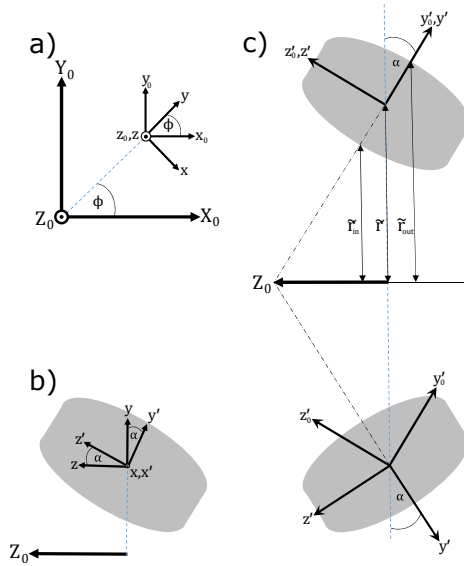 a)
Y₀
y₀
y
z₀,z
ϕ
x₀
x
ϕ
Z₀
X₀
b)
y
y′
z′
α
α
z
x,x′
Z₀
c)
y′₀,y′
z′₀,z′
α
r̃in
r̃
r̃out
Z₀
y′₀
z′₀
z′
α
y′